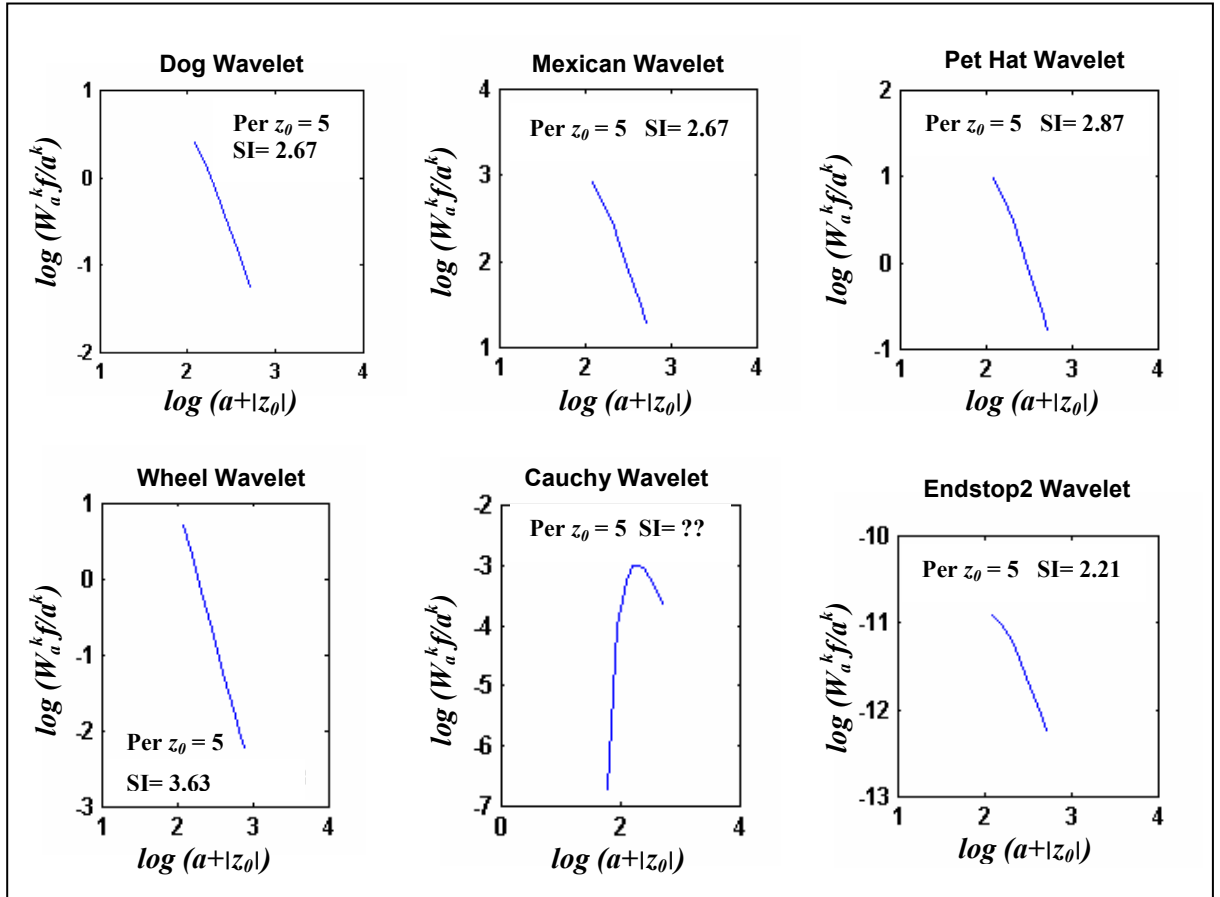 Dog Wavelet
Per z₀ = 5
SI= 2.67
1
0
-1
-2
1 2 3 4
log (Wₐᵏf/aᵏ)
log (a+|z₀|)
Mexican Wavelet
Per z₀ = 5 SI= 2.67
4
3
2
1
1 2 3 4
log (Wₐᵏf/aᵏ)
log (a+|z₀|)
Pet Hat Wavelet
Per z₀ = 5 SI= 2.87
2
1
0
-1
1 2 3 4
log (Wₐᵏf/aᵏ)
log (a+|z₀|)
Wheel Wavelet
1
0
-1
-2
-3
Per z₀ = 5
SI= 3.63
1 2 3 4
log (Wₐᵏf/aᵏ)
log (a+|z₀|)
Cauchy Wavelet
Per z₀ = 5 SI= ??
-2
-3
-4
-5
-6
-7
0 2 4
log (Wₐᵏf/aᵏ)
log (a+|z₀|)
Endstop2 Wavelet
Per z₀ = 5 SI= 2.21
-10
-11
-12
-13
1 2 3 4
log (Wₐᵏf/aᵏ)
log (a+|z₀|)